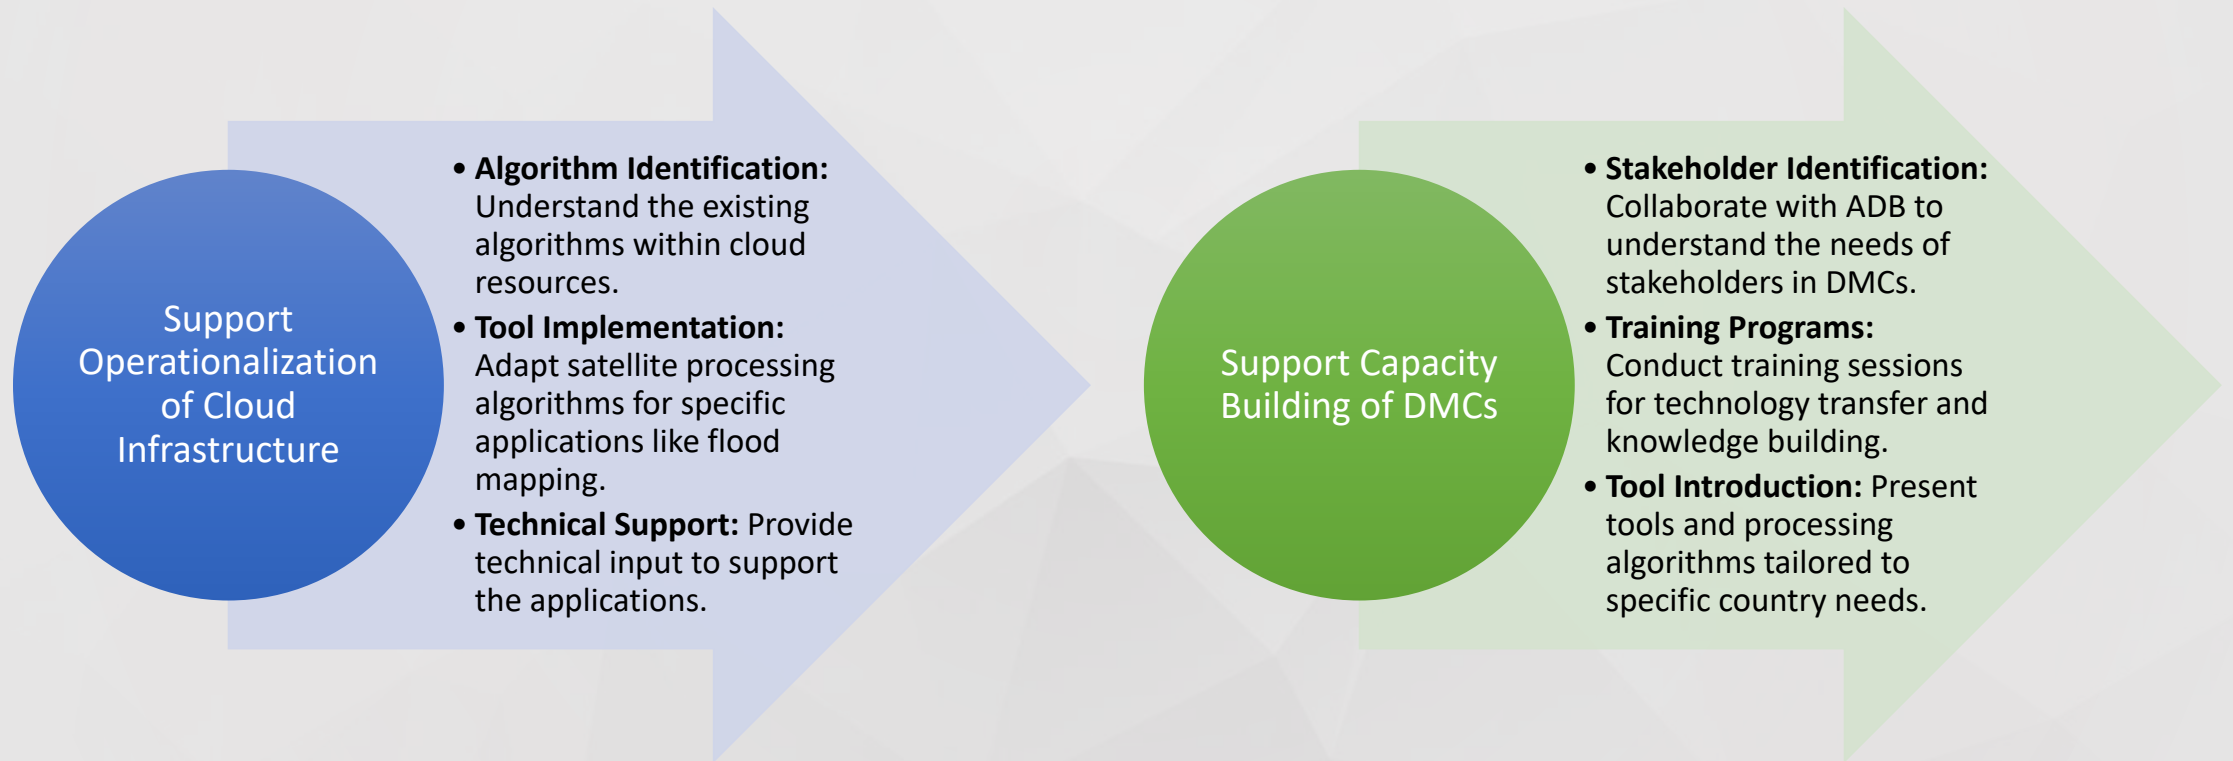 Support
Operationalization
of Cloud
Infrastructure
• Algorithm Identification:
Understand the existing
algorithms within cloud
resources.
• Tool Implementation:
Adapt satellite processing
algorithms for specific
applications like flood
mapping.
• Technical Support: Provide
technical input to support
the applications.
Support Capacity
Building of DMCs
• Stakeholder Identification:
Collaborate with ADB to
understand the needs of
stakeholders in DMCs.
• Training Programs:
Conduct training sessions
for technology transfer and
knowledge building.
• Tool Introduction: Present
tools and processing
algorithms tailored to
specific country needs.